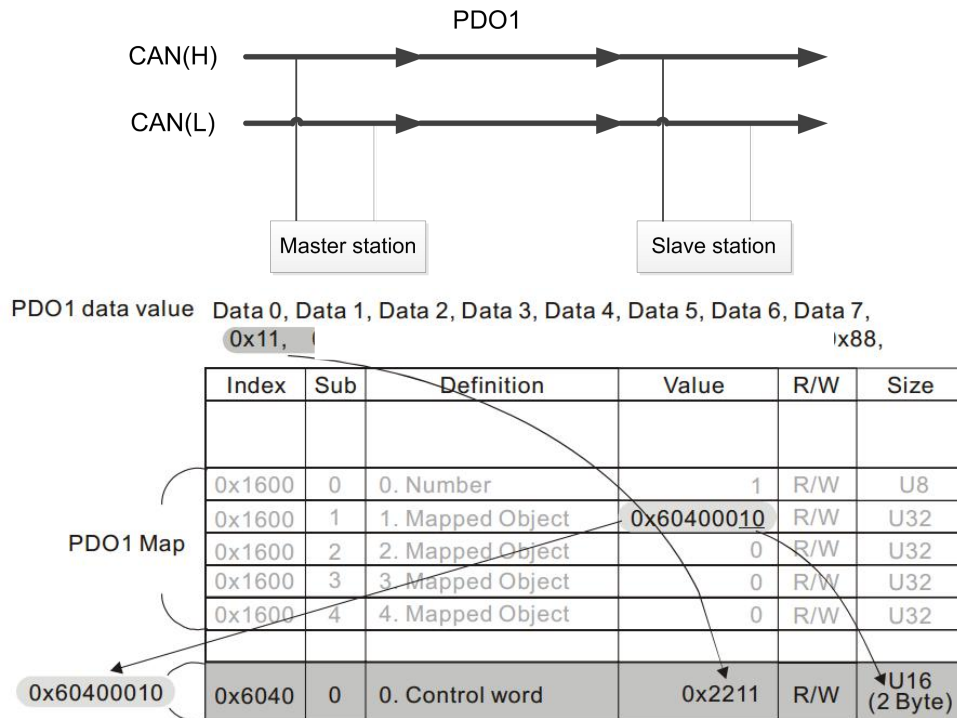 PDO1
CAN(H)
CAN(L)
Master station
Slave station
PDO1 data value Data 0, Data 1, Data 2, Data 3, Data 4, Data 5, Data 6, Data 7,
0x11, x88,
Index Sub Definition Value R/W Size
0x1600 0 0. Number 1 R/W U8
0x1600 1 1. Mapped Object 0x60400010 R/W U32
PDO1 Map
0x1600 2 2. Mapped Object 0 R/W U32
0x1600 3 3. Mapped Object 0 R/W U32
0x1600 4 4. Mapped Object 0 R/W U32
0x60400010 0x6040 0 0. Control word 0x2211 R/W U16
(2 Byte)